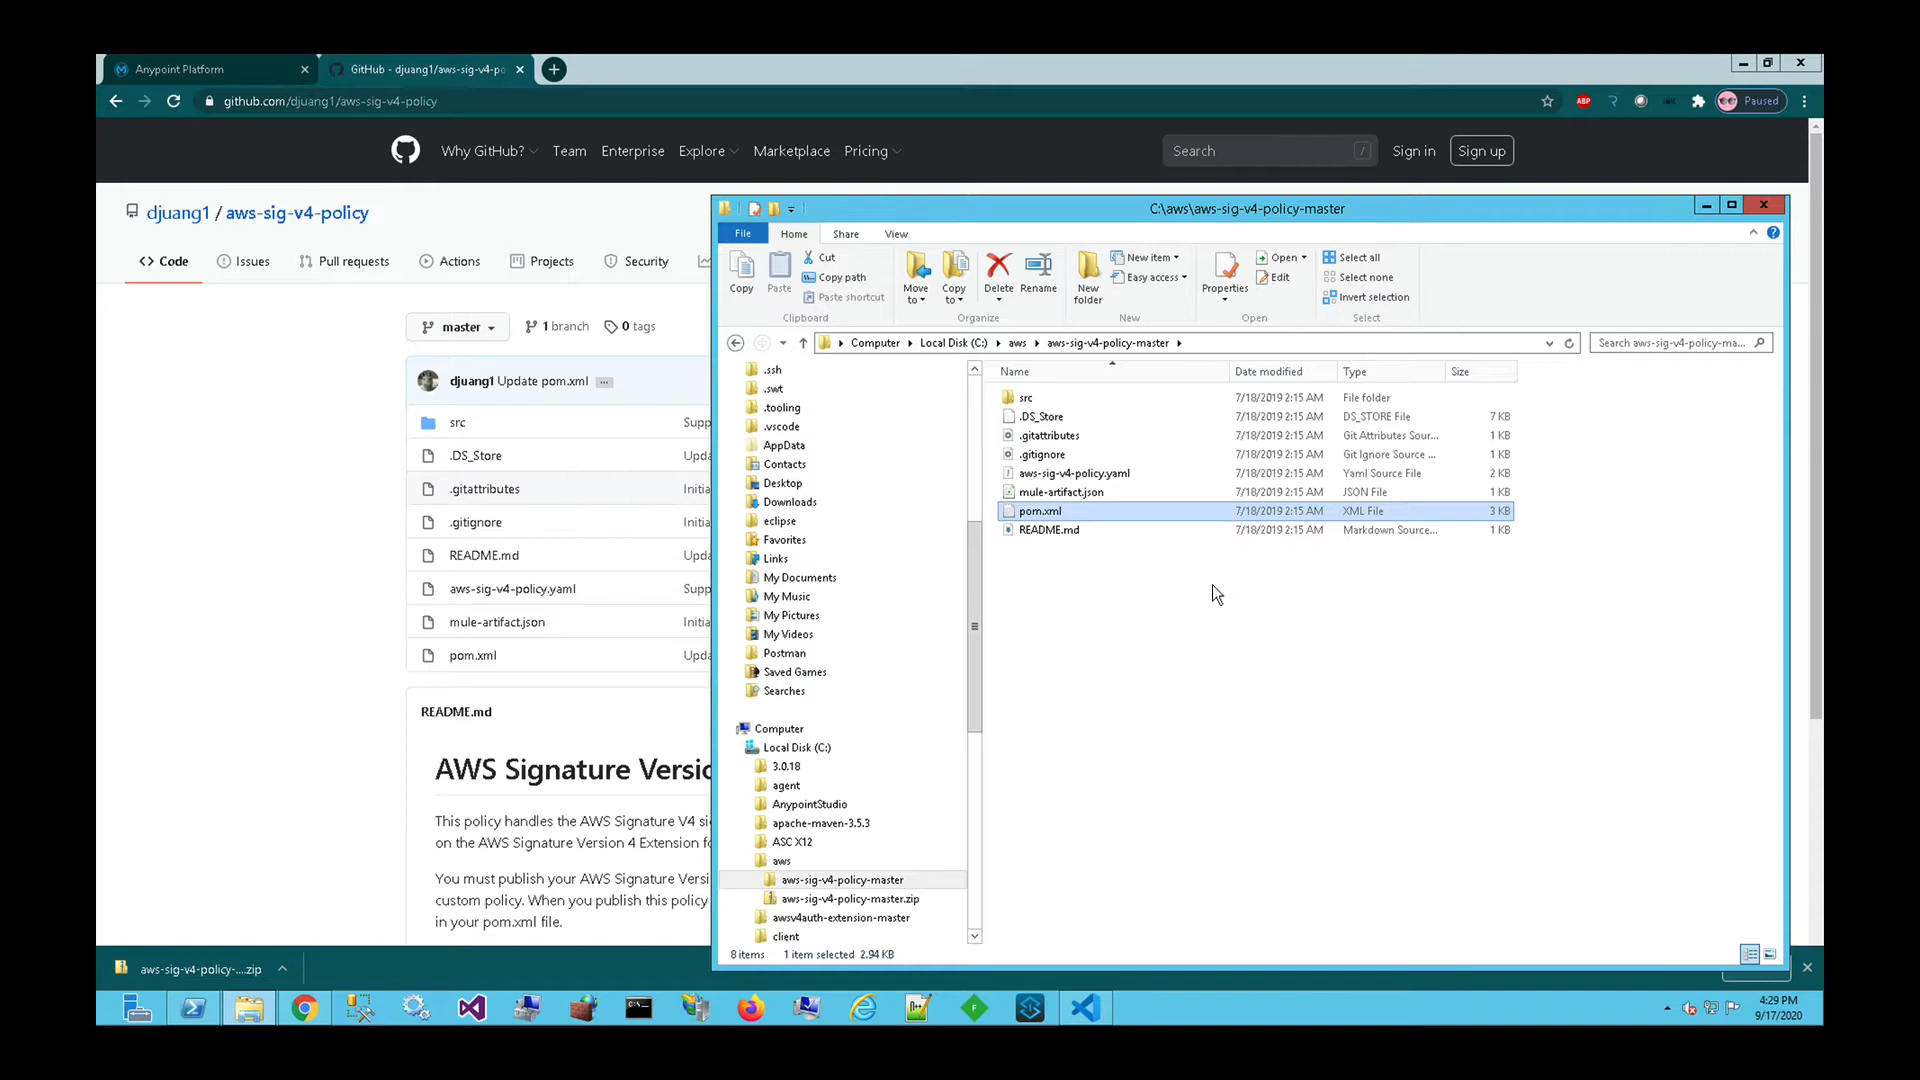 Anypoint Platform
GitHub - djuang1/aws-sig-v4-po
github.com/djuang1/aws-sig-v4-policy
ABP
Paused
Why GitHub?
Team
Enterprise
Explore
Marketplace
Pricing
Search
/
Sign in
Sign up
djuang1 / aws-sig-v4-policy
<> Code
Issues
Pull requests
Actions
Projects
Security
master
1 branch
0 tags
djuang1 Update pom.xml
src Supp
.DS_Store Upda
.gitattributes Initia
.gitignore Initia
README.md Upda
aws-sig-v4-policy.yaml Supp
mule-artifact.json Initia
pom.xml Upda
README.md
AWS Signature Versio
This policy handles the AWS Signature V4 si
on the AWS Signature Version 4 Extension fo
You must publish your AWS Signature Versi
custom policy. When you publish this policy
in your pom.xml file.
C:\aws\aws-sig-v4-policy-master
File
Home
Share
View
Copy
Paste
Cut
Copy path
Paste shortcut
Clipboard
Move to
Copy to
Delete
Rename
Organize
New folder
New item
Easy access
New
Properties
Open
Edit
Open
Select all
Select none
Invert selection
Select
Computer
Local Disk (C:)
aws
aws-sig-v4-policy-master
Search aws-sig-v4-policy-ma...
.ssh
.swt
.tooling
.vscode
AppData
Contacts
Desktop
Downloads
eclipse
Favorites
Links
My Documents
My Music
My Pictures
My Videos
Postman
Saved Games
Searches
Computer
Local Disk (C:)
3.0.18
agent
AnypointStudio
apache-maven-3.5.3
ASC X12
aws
aws-sig-v4-policy-master
aws-sig-v4-policy-master.zip
awsv4auth-extension-master
client
Name Date modified Type Size
src 7/18/2019 2:15 AM File folder
.DS_Store 7/18/2019 2:15 AM DS_STORE File 7 KB
.gitattributes 7/18/2019 2:15 AM Git Attributes Sour... 1 KB
.gitignore 7/18/2019 2:15 AM Git Ignore Source ... 1 KB
aws-sig-v4-policy.yaml 7/18/2019 2:15 AM Yaml Source File 2 KB
mule-artifact.json 7/18/2019 2:15 AM JSON File 1 KB
pom.xml 7/18/2019 2:15 AM XML File 3 KB
README.md 7/18/2019 2:15 AM Markdown Source... 1 KB
8 items
1 item selected 2.94 KB
aws-sig-v4-policy-....zip
4:29 PM
9/17/2020